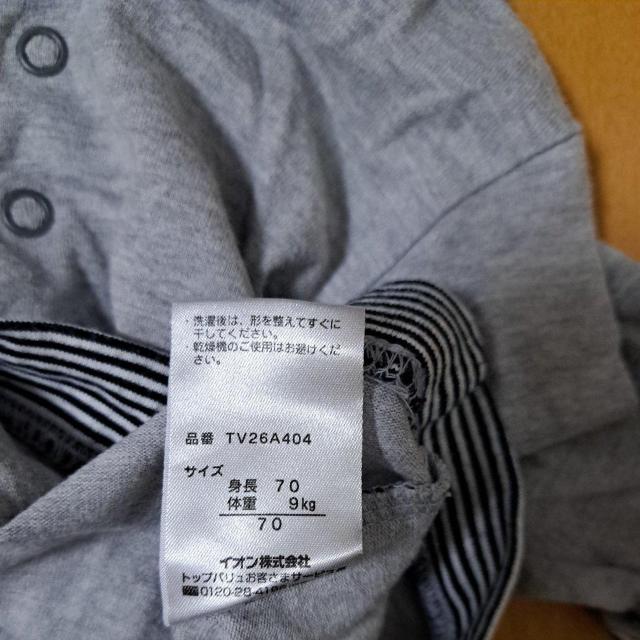 ・洗濯後は、形を整えてすぐに
干してください。
乾燥機のご使用はお避けくだ
さい。
品番 TV26A404
サイズ
身長 70
体重 9kg
70
イオン株式会社
トップバリュお客さまサービス
0120-28-41